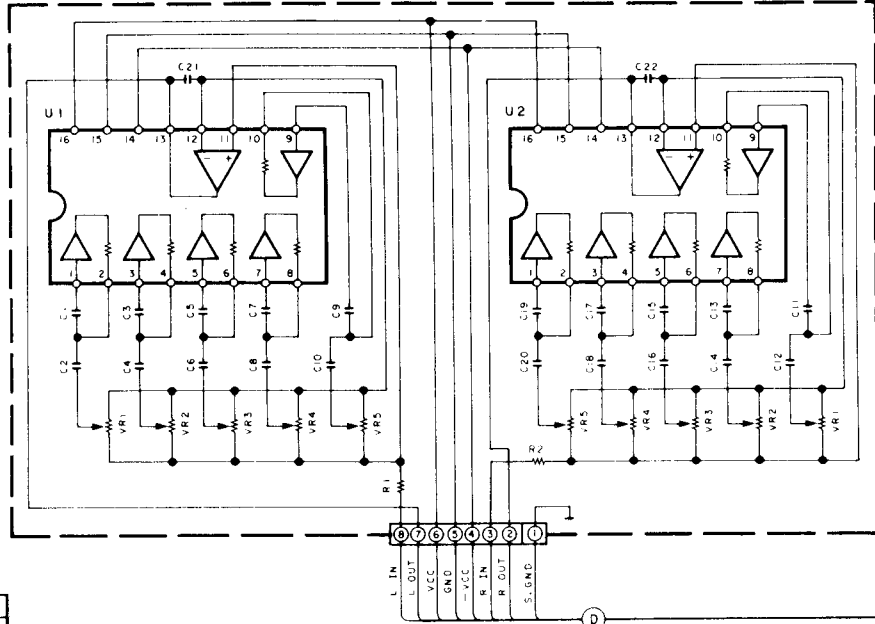 C21
C22
U1
U2
16 15 14 13 12 11 10 9
16 15 14 13 12 11 10 9
- +
- +
1 2 3 4 5 6 7 8
1 2 3 4 5 6 7 8
C1 C3 C5 C7 C9
C19 C17 C15 C13 C11
C2 C4 C6 C8 C10
C20 C18 C16 C14 C12
VR1 VR2 VR3 VR4 VR5
VR5 VR4 VR3 VR2 VR1
R1
R2
8 7 6 5 4 3 2 1
L IN
L OUT
VCC
GND
-VCC
R IN
R OUT
S.GND
D